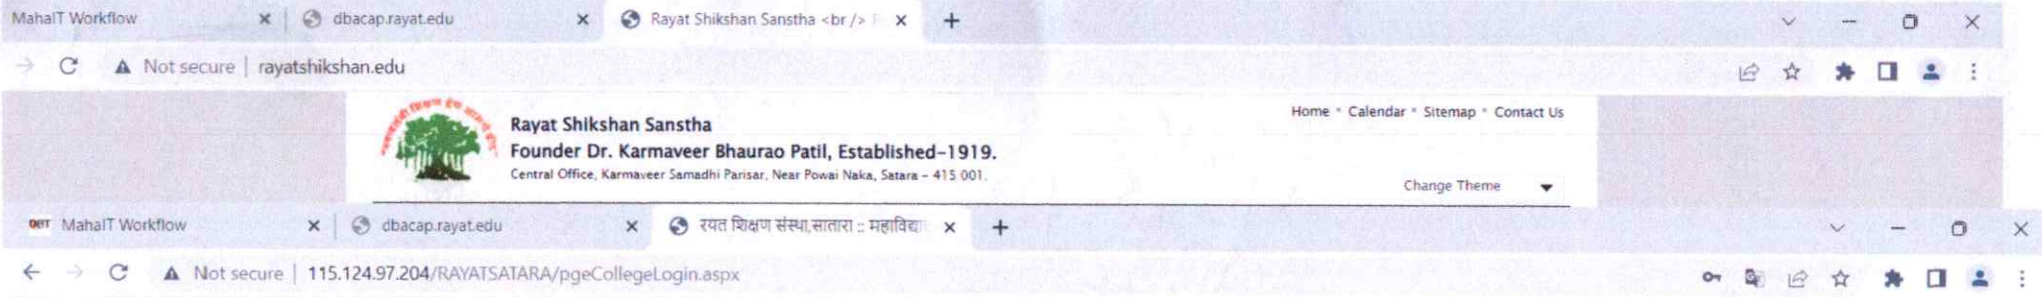 MahaIT Workflow
dbacap.rayat.edu
Rayat Shikshan Sanstha <br />
Not secure | rayatshikshan.edu
Home * Calendar * Sitemap * Contact Us
Rayat Shikshan Sanstha
Founder Dr. Karmaveer Bhaurao Patil, Established-1919.
Central Office, Karmaveer Samadhi Parisar, Near Powai Naka, Satara - 415 001.
Change Theme
DBT MahaIT Workflow
dbacap.rayat.edu
रयत शिक्षण संस्था,सातारा :: महाविद्या
Not secure | 115.124.97.204/RAYATSATARA/pgeCollegeLogin.aspx